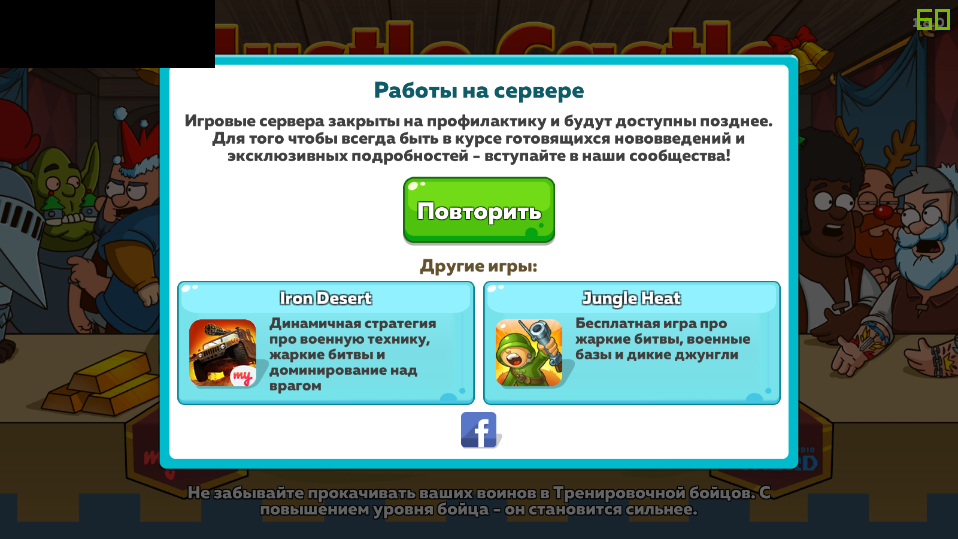 60
Работы на сервере
Игровые сервера закрыты на профилактику и будут доступны позднее.
Для того чтобы всегда быть в курсе готовящихся нововведений и
эксклюзивных подробностей - вступайте в наши сообщества!
Повторить
Другие игры:
Iron Desert
Динамичная стратегия
про военную технику,
жаркие битвы и
доминирование над
врагом
my
Jungle Heat
Бесплатная игра про
жаркие битвы, военные
базы и дикие джунгли
f
Не забывайте прокачивать ваших воинов в Тренировочной бойцов. С
повышением уровня бойца - он становится сильнее.